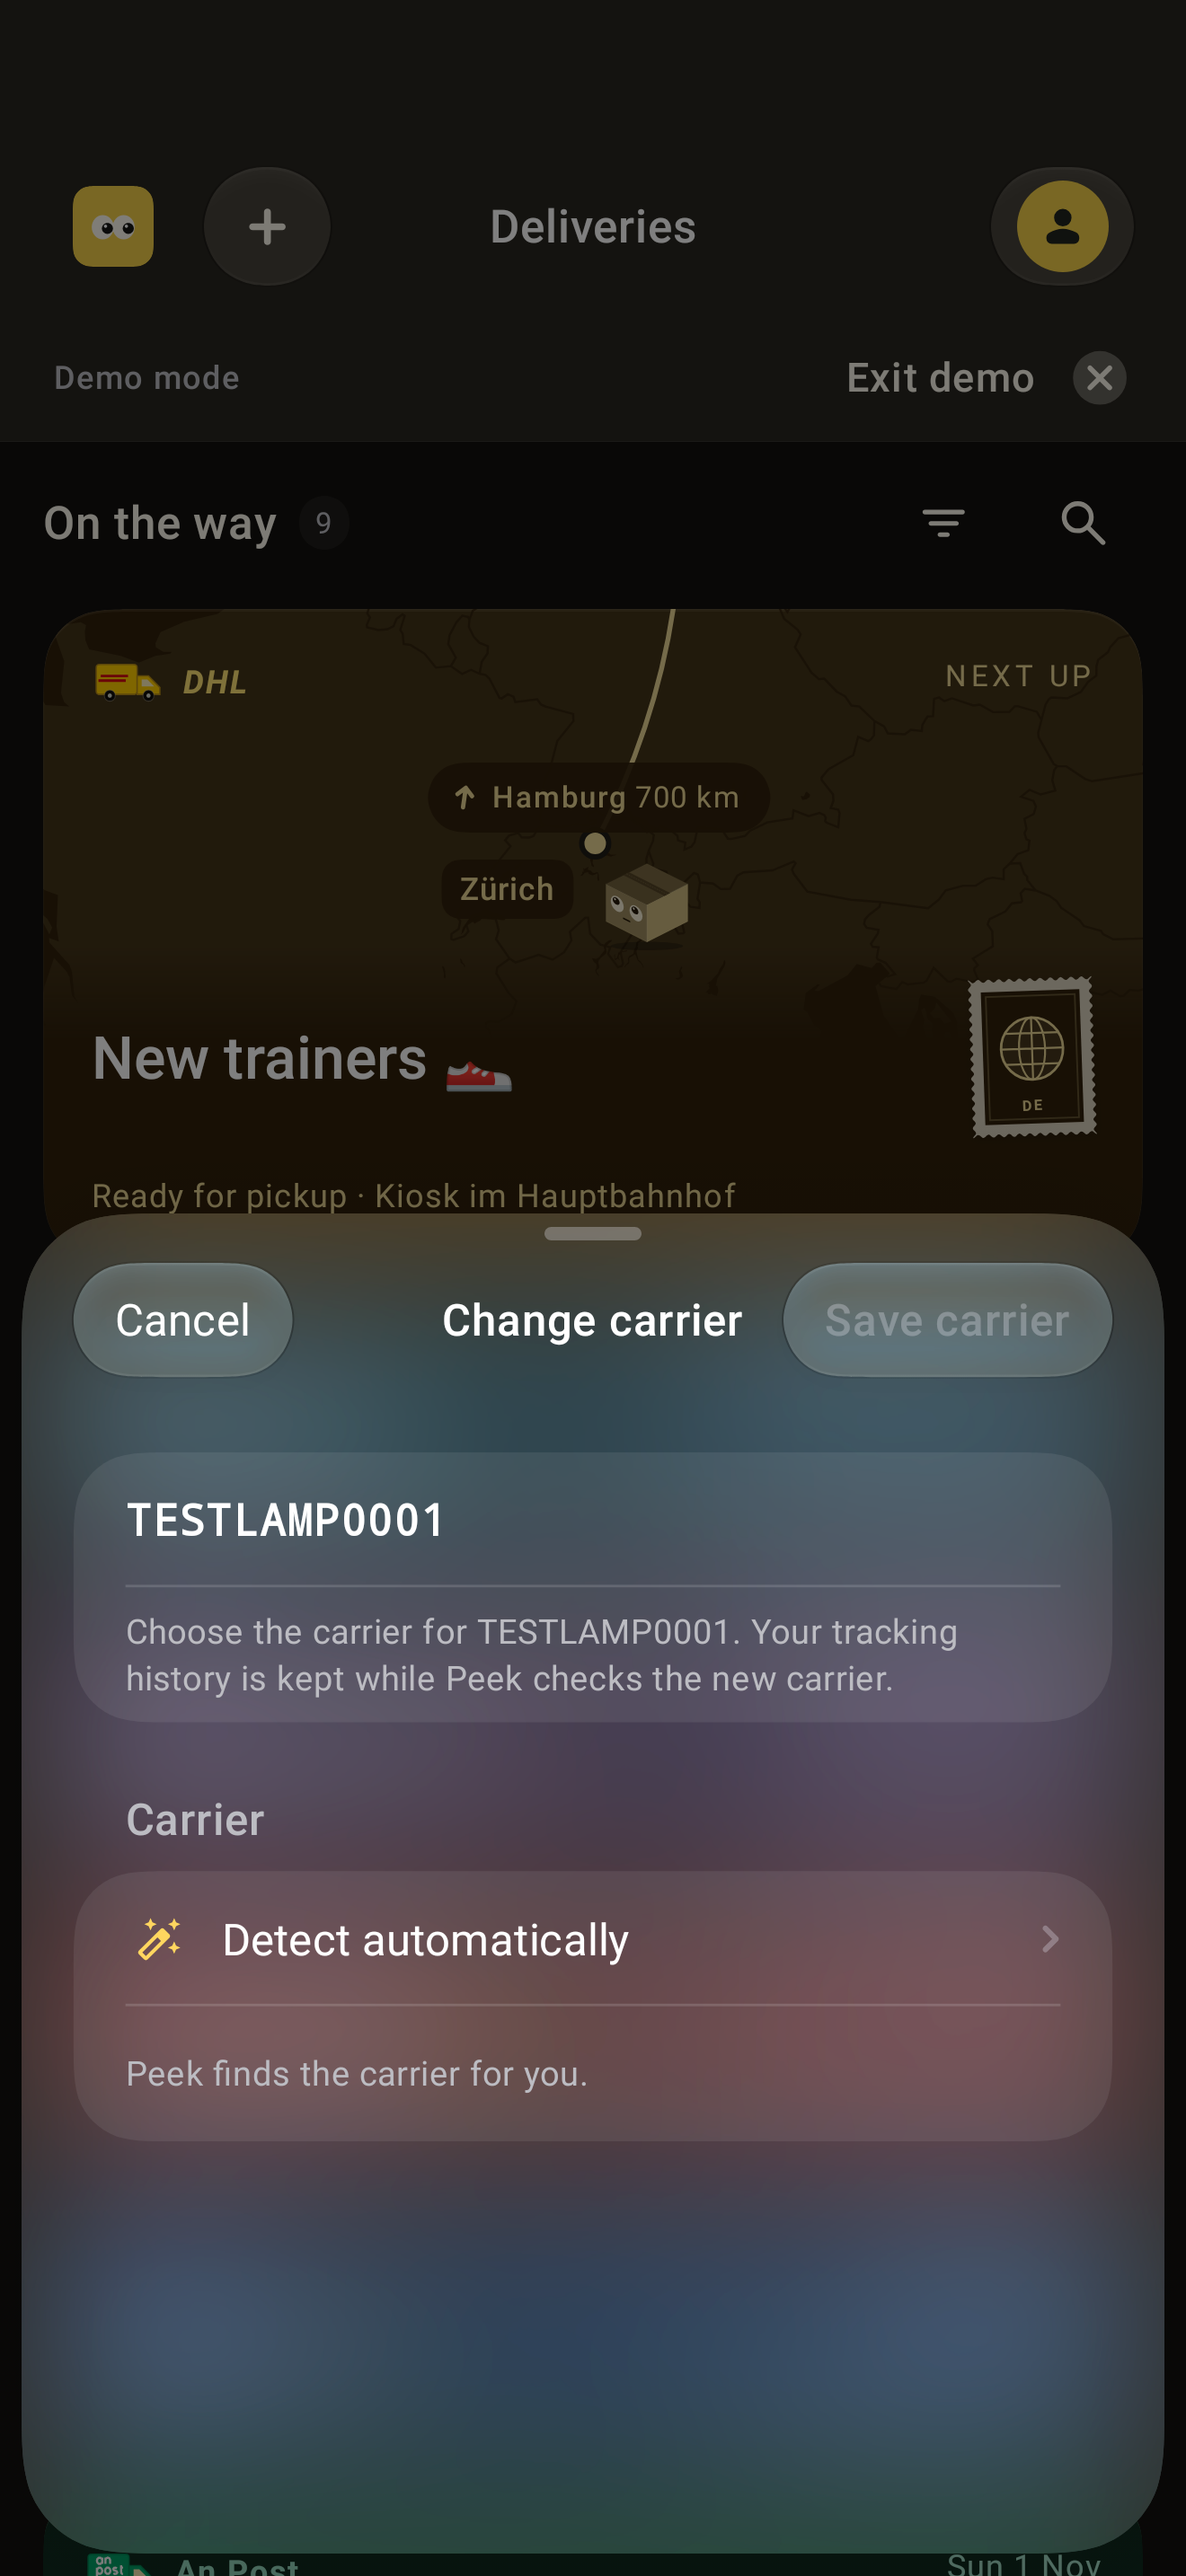 Deliveries
Demo mode
Exit demo
On the way 9
DHL
NEXT UP
Hamburg 700 km
Zürich
New trainers
DE
Ready for pickup · Kiosk im Hauptbahnhof
Cancel
Change carrier
Save carrier
TESTLAMP0001
Choose the carrier for TESTLAMP0001. Your tracking
history is kept while Peek checks the new carrier.
Carrier
Detect automatically
Peek finds the carrier for you.
an
post
An Post
Sun 1 Nov